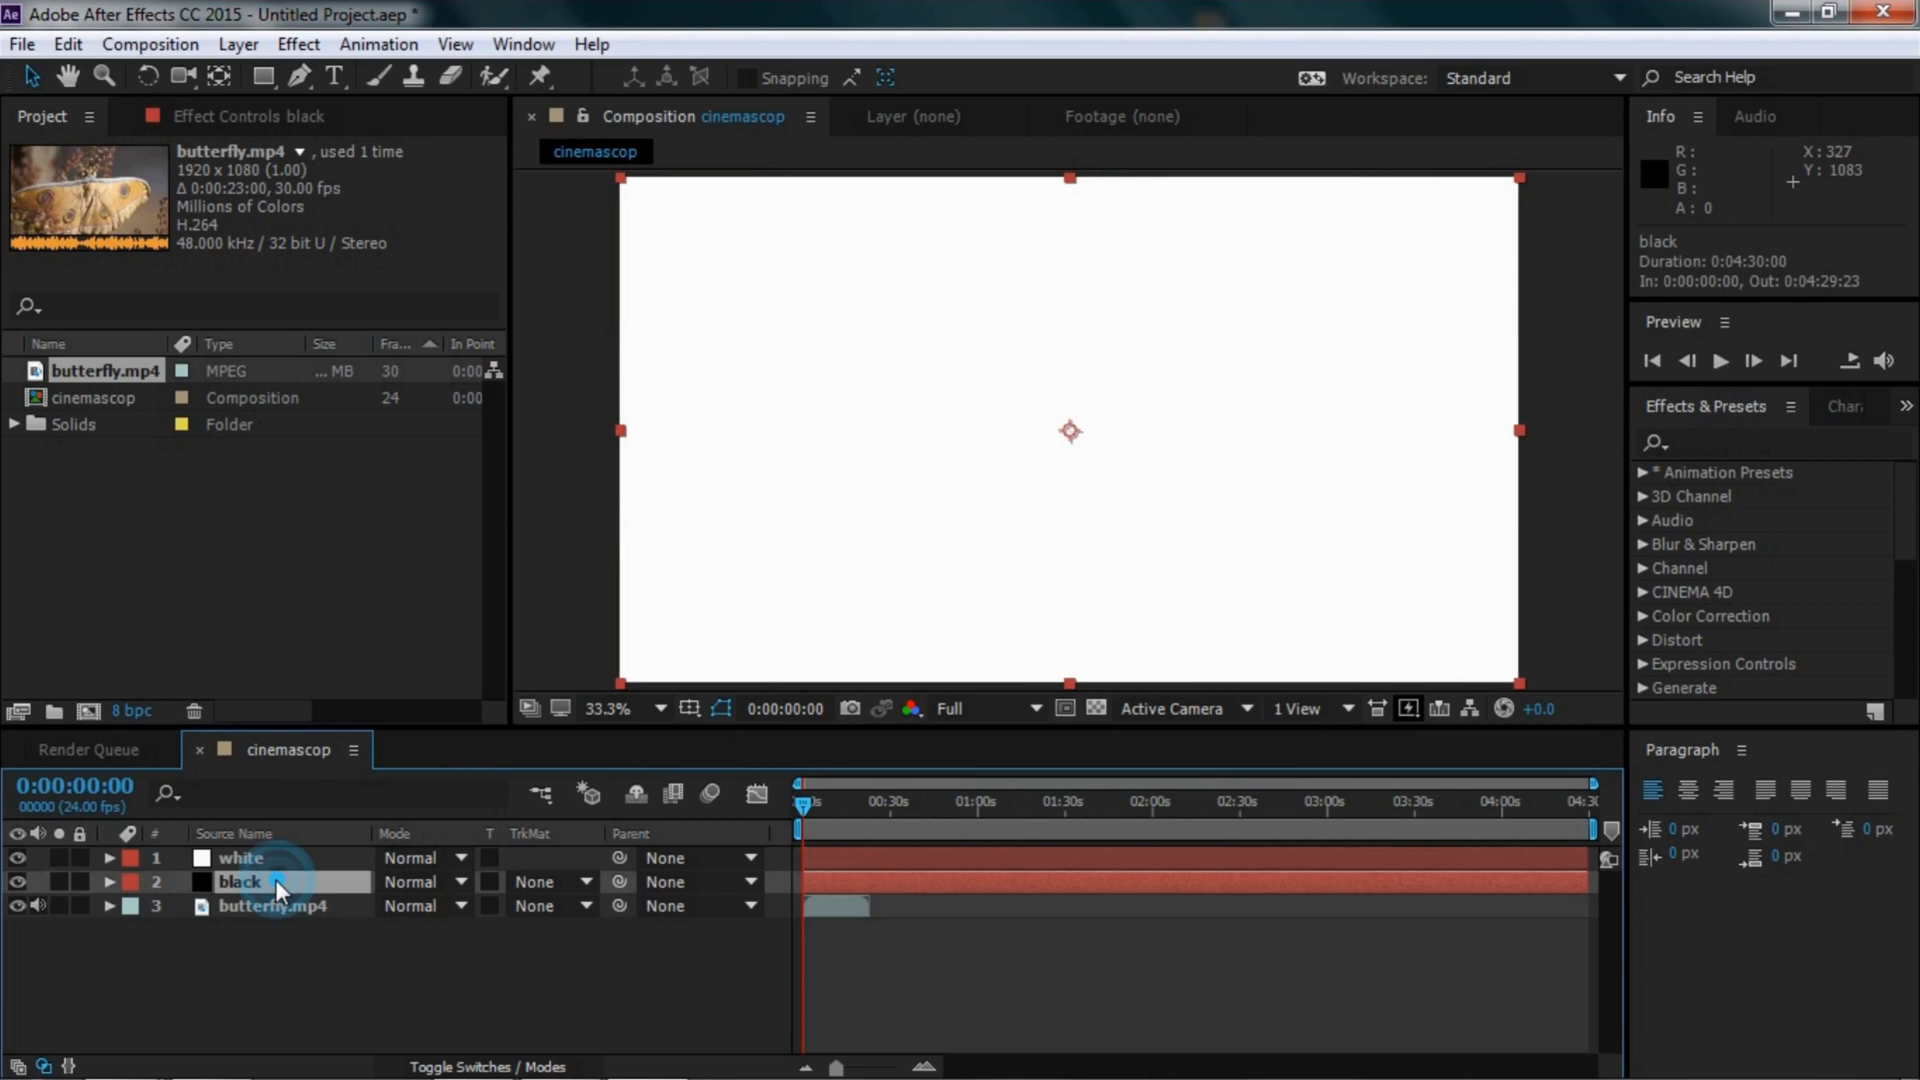 Ae Adobe After Effects CC 2015 - Untitled Project.aep *
File Edit Composition Layer Effect Animation View Window Help
Snapping Workspace: Standard Search Help
Project Effect Controls black
butterfly.mp4 , used 1 time
1920 x 1080 (1.00)
Δ 0:00:23:00, 30.00 fps
Millions of Colors
H.264
48.000 kHz / 32 bit U / Stereo
Name Type Size Fra... In Point
butterfly.mp4 MPEG ... MB 30 0:00
cinemascop Composition 24 0:00
Solids Folder
8 bpc
Composition cinemascop Layer (none) Footage (none)
cinemascop
33.3% 0:00:00:00 Full Active Camera 1 View +0.0
Info Audio
R: X: 327
G: Y: 1083
B:
A: 0
black
Duration: 0:04:30:00
In: 0:00:00:00, Out: 0:04:29:23
Preview
Effects & Presets Chara
* Animation Presets
3D Channel
Audio
Blur & Sharpen
Channel
CINEMA 4D
Color Correction
Distort
Expression Controls
Generate
Render Queue cinemascop
0:00:00:00
00000 (24.00 fps)
00:30s 01:00s 01:30s 02:00s 02:30s 03:00s 03:30s 04:00s 04:30
# Source Name Mode T TrkMat Parent
1 white Normal None
2 black Normal None None
3 butterfly.mp4 Normal None None
Toggle Switches / Modes
Paragraph
0 px 0 px 0 px
0 px 0 px